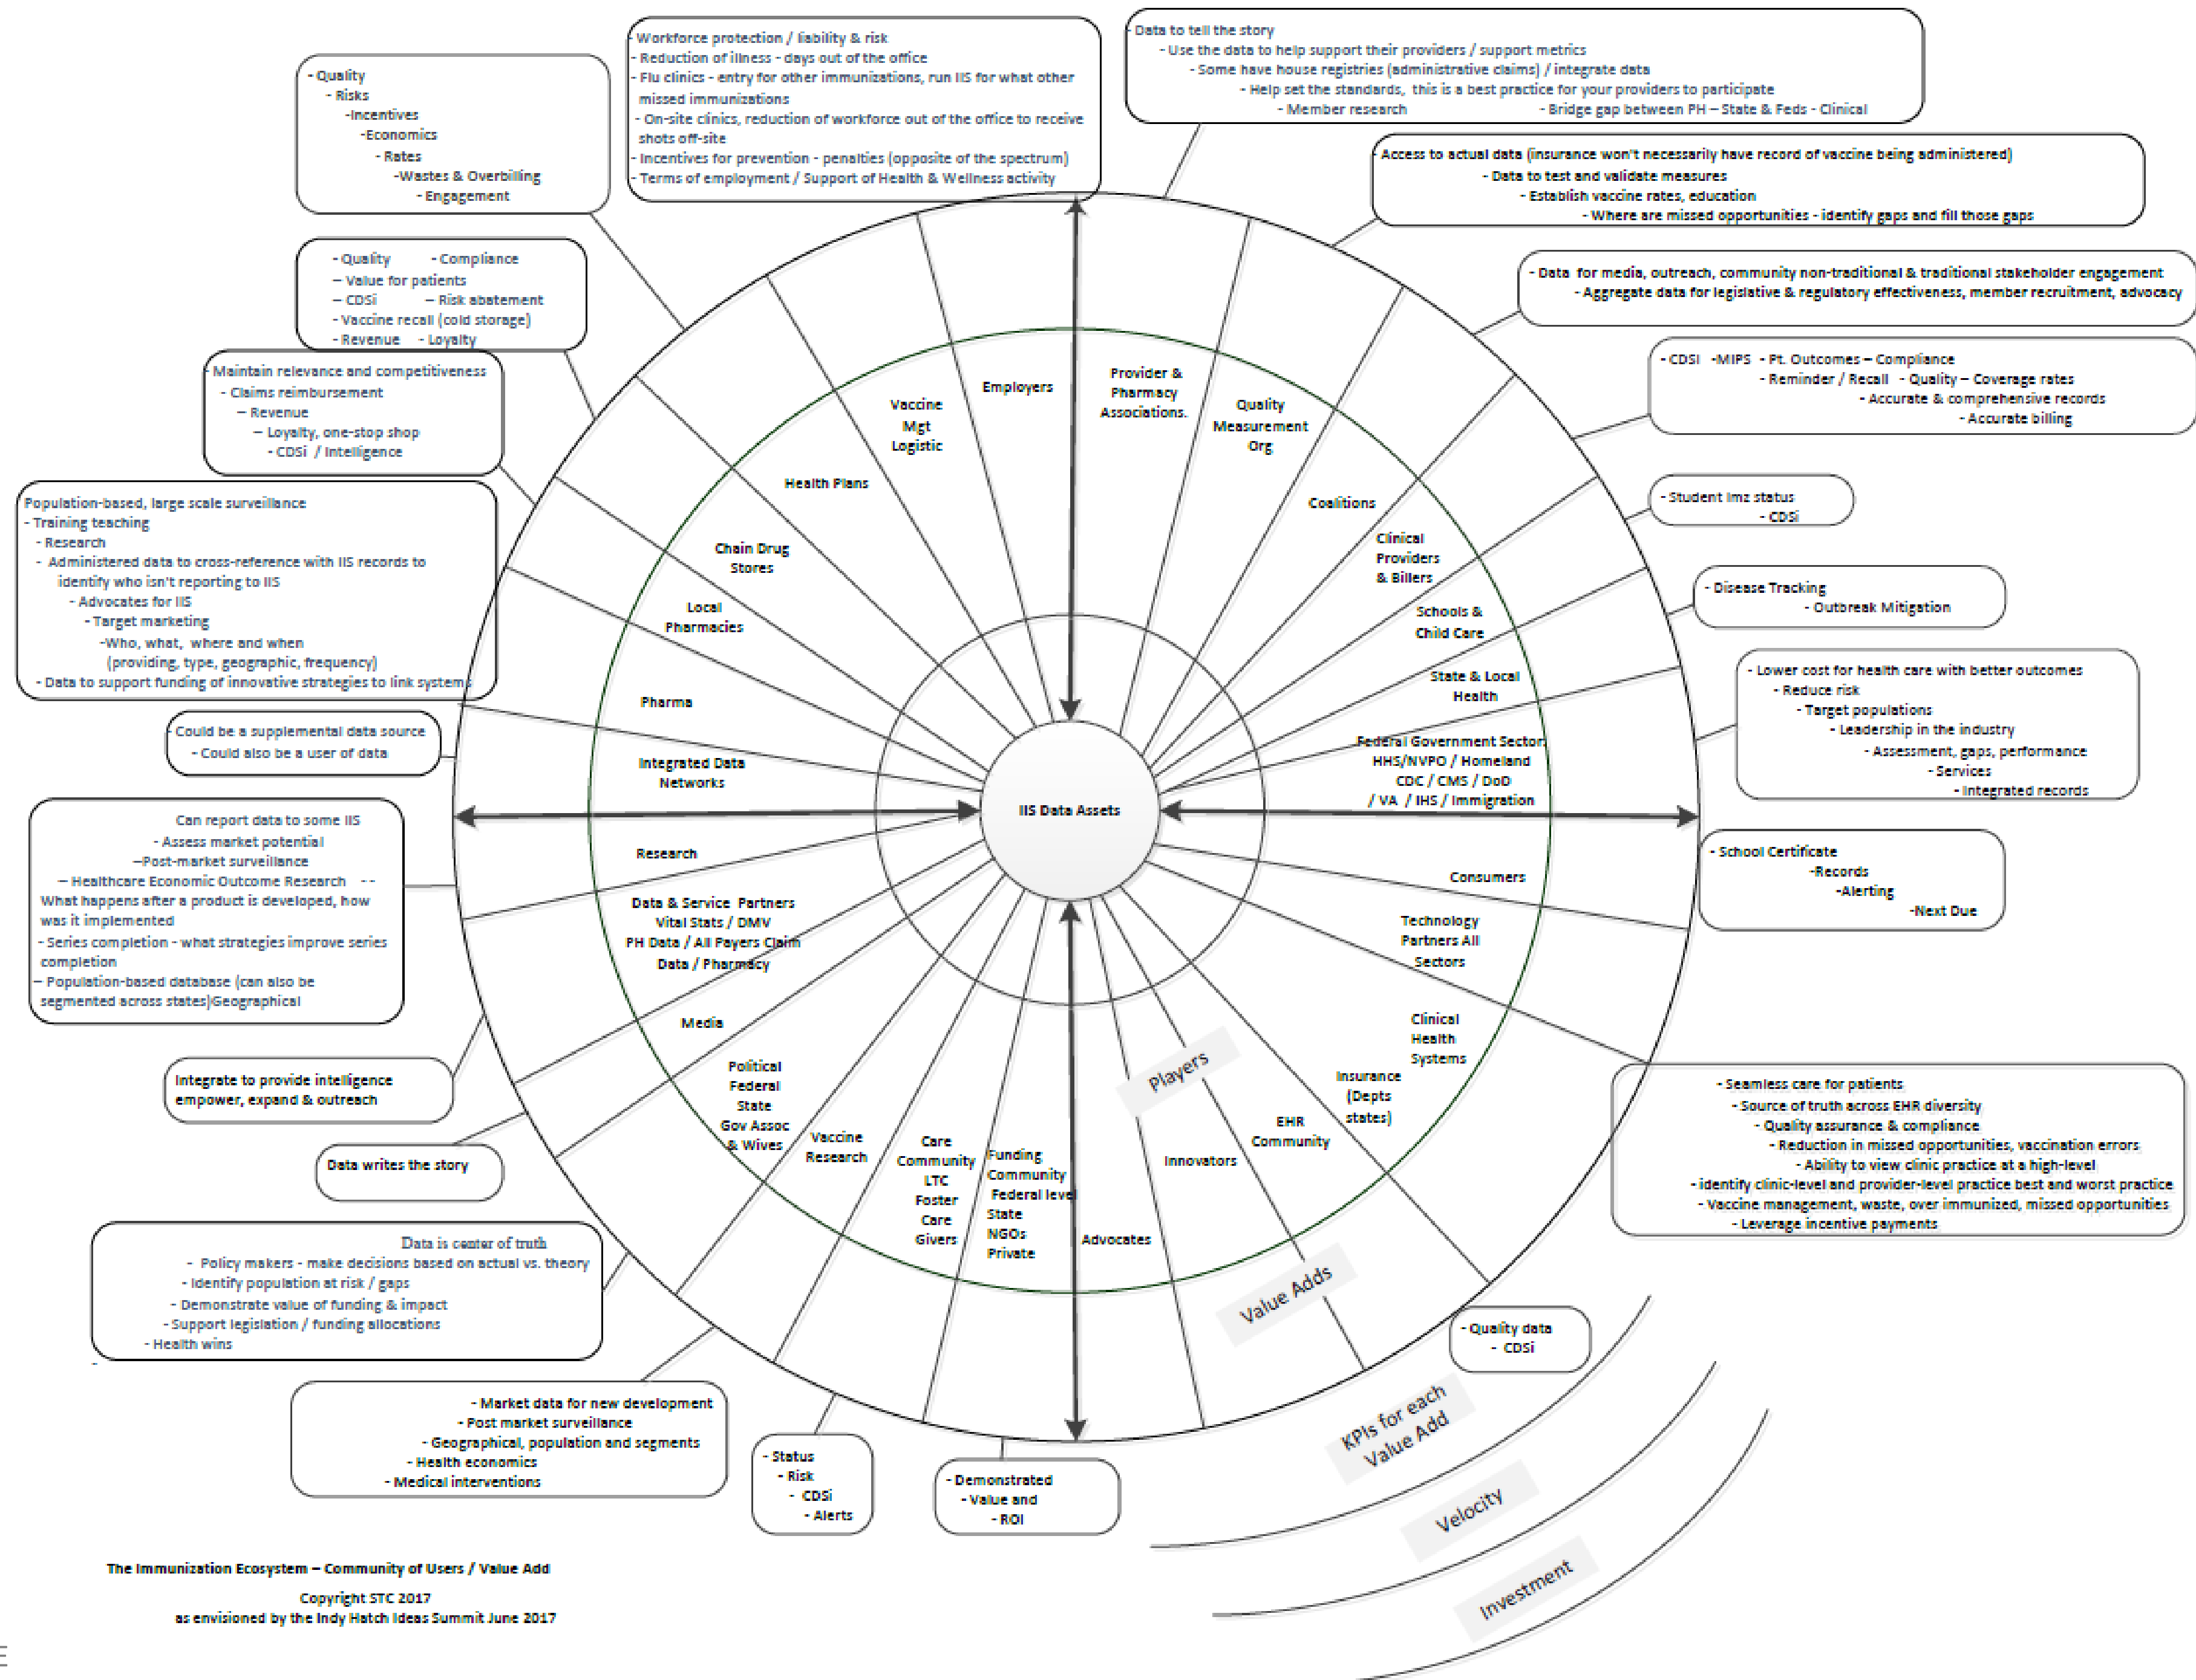 - Workforce protection / liability & risk
- Reduction of illness - days out of the office
- Flu clinics - entry for other immunizations, run IIS for what other
missed immunizations
- On-site clinics, reduction of workforce out of the office to receive
shots off-site
- Incentives for prevention - penalties (opposite of the spectrum)
- Terms of employment / Support of Health & Wellness activity
- Data to tell the story
- Use the data to help support their providers / support metrics
- Some have house registries (administrative claims) / integrate data
- Help set the standards, this is a best practice for your providers to participate
- Member research - Bridge gap between PH – State & Feds - Clinical
- Quality
- Risks
-Incentives
-Economics
- Rates
-Wastes & Overbilling
- Engagement
- Access to actual data (insurance won't necessarily have record of vaccine being administered)
- Data to test and validate measures
- Establish vaccine rates, education
- Where are missed opportunities - identify gaps and fill those gaps
- Quality - Compliance
– Value for patients
– CDSi – Risk abatement
- Vaccine recall (cold storage)
- Revenue - Loyalty
- Data for media, outreach, community non-traditional & traditional stakeholder engagement
- Aggregate data for legislative & regulatory effectiveness, member recruitment, advocacy
- Maintain relevance and competitiveness
- Claims reimbursement
– Revenue
– Loyalty, one-stop shop
- CDSi / Intelligence
- CDSI -MIPS - Pt. Outcomes – Compliance
- Reminder / Recall - Quality – Coverage rates
- Accurate & comprehensive records
- Accurate billing
Population-based, large scale surveillance
- Training teaching
- Research
- Administered data to cross-reference with IIS records to
identify who isn't reporting to IIS
- Advocates for IIS
- Target marketing
-Who, what, where and when
(providing, type, geographic, frequency)
- Data to support funding of innovative strategies to link systems
- Student Imz status
- CDSi
- Disease Tracking
- Outbreak Mitigation
- Lower cost for health care with better outcomes
- Reduce risk
- Target populations
- Leadership in the industry
- Assessment, gaps, performance
- Services
- Integrated records
- Could be a supplemental data source
- Could also be a user of data
Can report data to some IIS
- Assess market potential
–Post-market surveillance
– Healthcare Economic Outcome Research - -
What happens after a product is developed, how
was it implemented
- Series completion - what strategies improve series
completion
– Population-based database (can also be
segmented across states)Geographical
- School Certificate
-Records
-Alerting
-Next Due
Integrate to provide intelligence
empower, expand & outreach
Data writes the story
- Seamless care for patients
- Source of truth across EHR diversity
- Quality assurance & compliance
- Reduction in missed opportunities, vaccination errors
- Ability to view clinic practice at a high-level
- identify clinic-level and provider-level practice best and worst practice
- Vaccine management, waste, over immunized, missed opportunities
- Leverage incentive payments
Data is center of truth
- Policy makers - make decisions based on actual vs. theory
- Identify population at risk / gaps
- Demonstrate value of funding & impact
- Support legislation / funding allocations
- Health wins
-
- Market data for new development
- Post market surveillance
- Geographical, population and segments
- Health economics
- Medical interventions
- Status
- Risk
- CDSi
- Alerts
- Demonstrated
- Value and
- ROI
- Quality data
- CDSi
Employers
Provider &
Pharmacy
Associations.
Quality
Measurement
Org
Coalitions
Clinical
Providers
& Billers
Schools &
Child Care
State & Local
Health
Federal Government Sector:
HHS/NVPO / Homeland
CDC / CMS / DoD
/ VA / IHS / Immigration
Consumers
Technology
Partners All
Sectors
Clinical
Health
Systems
Insurance
(Depts
states)
EHR
Community
Innovators
Advocates
Funding
Community
Federal level
State
NGOs
Private
Care
Community
LTC
Foster
Care
Givers
Vaccine
Research
Political
Federal
State
Gov Assoc
& Wives
Media
Data & Service Partners
Vital Stats / DMV
PH Data / All Payers Claim
Data / Pharmacy
Research
Integrated Data
Networks
Pharma
Local
Pharmacies
Chain Drug
Stores
Health Plans
Vaccine
Mgt
Logistic
IIS Data Assets
Players
Value Adds
KPIs for each
Value Add
Velocity
Investment
The Immunization Ecosystem – Community of Users / Value Add
Copyright STC 2017
as envisioned by the Indy Hatch Ideas Summit June 2017